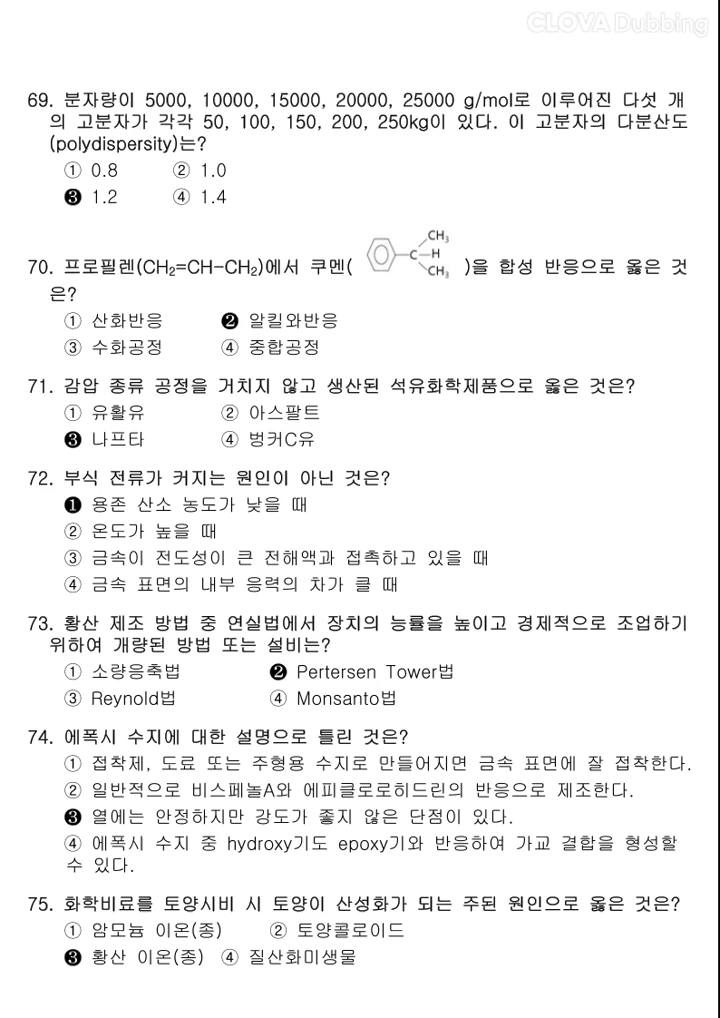 CLOVA Dubbing
69. 분자량이 5000, 10000, 15000, 20000, 25000 g/mol로 이루어진 다섯 개
의 고분자가 각각 50, 100, 150, 200, 250kg이 있다. 이 고분자의 다분산도
(polydispersity)는?
① 0.8 ② 1.0
❸ 1.2 ④ 1.4
CH₃
70. 프로필렌(CH₂=CH-CH₂)에서 쿠멘( C-H )을 합성 반응으로 옳은 것
CH₃
은?
① 산화반응 ❷ 알킬와반응
③ 수화공정 ④ 중합공정
71. 감압 종류 공정을 거치지 않고 생산된 석유화학제품으로 옳은 것은?
① 유활유 ② 아스팔트
❸ 나프타 ④ 벙커C유
72. 부식 전류가 커지는 원인이 아닌 것은?
❶ 용존 산소 농도가 낮을 때
② 온도가 높을 때
③ 금속이 전도성이 큰 전해액과 접촉하고 있을 때
④ 금속 표면의 내부 응력의 차가 클 때
73. 황산 제조 방법 중 연실법에서 장치의 능률을 높이고 경제적으로 조업하기
위하여 개량된 방법 또는 설비는?
① 소량응축법 ❷ Pertersen Tower법
③ Reynold법 ④ Monsanto법
74. 에폭시 수지에 대한 설명으로 틀린 것은?
① 접착제, 도료 또는 주형용 수지로 만들어지면 금속 표면에 잘 접착한다.
② 일반적으로 비스페놀A와 에피클로로히드린의 반응으로 제조한다.
❸ 열에는 안정하지만 강도가 좋지 않은 단점이 있다.
④ 에폭시 수지 중 hydroxy기도 epoxy기와 반응하여 가교 결합을 형성할
수 있다.
75. 화학비료를 토양시비 시 토양이 산성화가 되는 주된 원인으로 옳은 것은?
① 암모늄 이온(종) ② 토양콜로이드
❸ 황산 이온(종) ④ 질산화미생물